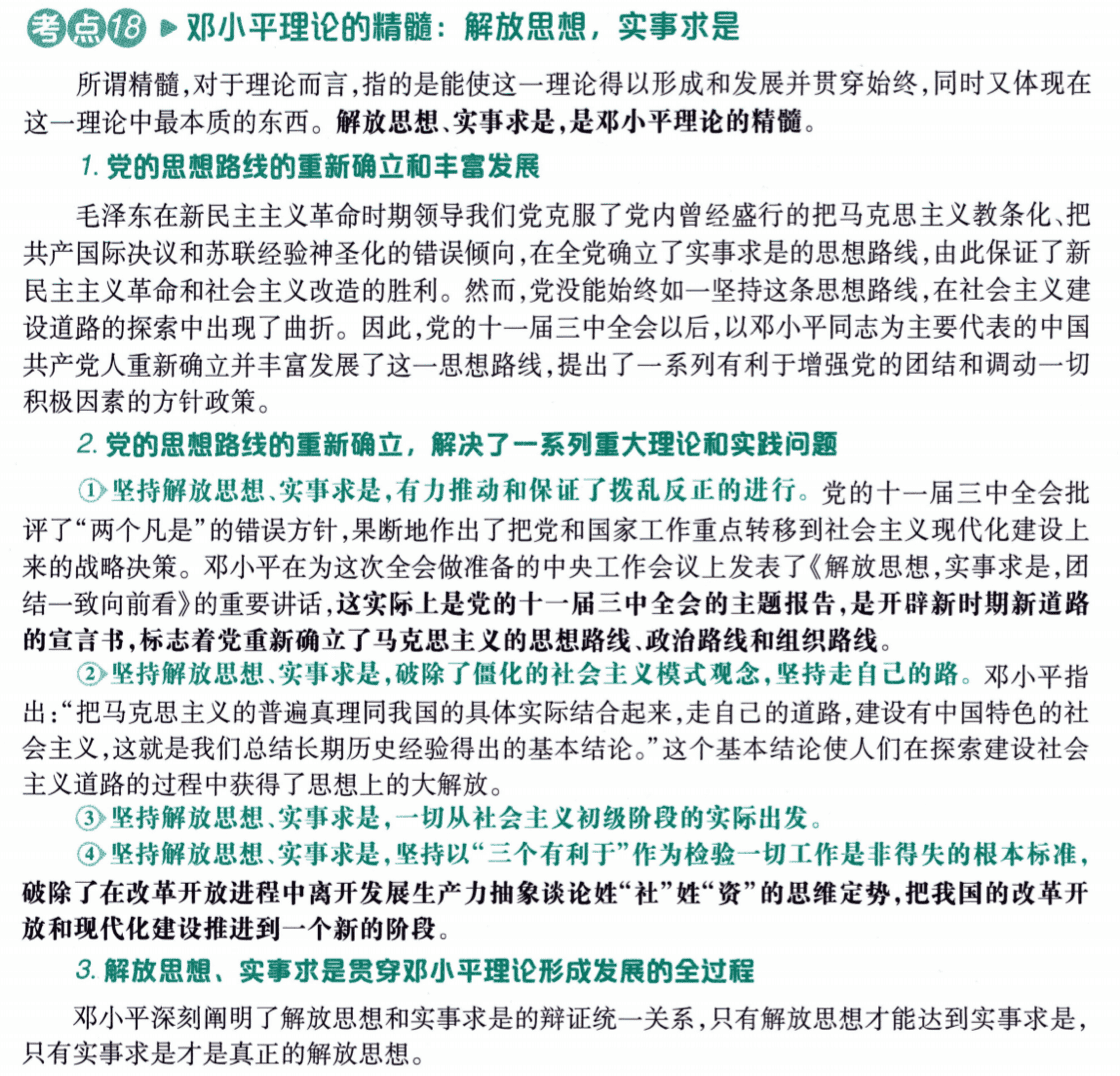 考点18 ▶ 邓小平理论的精髓：解放思想，实事求是
所谓精髓，对于理论而言，指的是能使这一理论得以形成和发展并贯穿始终，同时又体现在
这一理论中最本质的东西。解放思想、实事求是，是邓小平理论的精髓。
1. 党的思想路线的重新确立和丰富发展
毛泽东在新民主主义革命时期领导我们党克服了党内曾经盛行的把马克思主义教条化、把
共产国际决议和苏联经验神圣化的错误倾向，在全党确立了实事求是的思想路线，由此保证了新
民主主义革命和社会主义改造的胜利。然而，党没能始终如一坚持这条思想路线，在社会主义建
设道路的探索中出现了曲折。因此，党的十一届三中全会以后，以邓小平同志为主要代表的中国
共产党人重新确立并丰富发展了这一思想路线，提出了一系列有利于增强党的团结和调动一切
积极因素的方针政策。
2. 党的思想路线的重新确立，解决了一系列重大理论和实践问题
①坚持解放思想、实事求是，有力推动和保证了拨乱反正的进行。党的十一届三中全会批
评了“两个凡是”的错误方针，果断地作出了把党和国家工作重点转移到社会主义现代化建设上
来的战略决策。邓小平在为这次全会做准备的中央工作会议上发表了《解放思想，实事求是，团
结一致向前看》的重要讲话，这实际上是党的十一届三中全会的主题报告，是开辟新时期新道路
的宣言书，标志着党重新确立了马克思主义的思想路线、政治路线和组织路线。
②坚持解放思想、实事求是，破除了僵化的社会主义模式观念，坚持走自己的路。邓小平指
出：“把马克思主义的普遍真理同我国的具体实际结合起来，走自己的道路，建设有中国特色的社
会主义，这就是我们总结长期历史经验得出的基本结论。”这个基本结论使人们在探索建设社会
主义道路的过程中获得了思想上的大解放。
③坚持解放思想、实事求是，一切从社会主义初级阶段的实际出发。
④坚持解放思想、实事求是，坚持以“三个有利于”作为检验一切工作是非得失的根本标准，
破除了在改革开放进程中离开发展生产力抽象谈论姓“社”姓“资”的思维定势，把我国的改革开
放和现代化建设推进到一个新的阶段。
3. 解放思想、实事求是贯穿邓小平理论形成发展的全过程
邓小平深刻阐明了解放思想和实事求是的辩证统一关系，只有解放思想才能达到实事求是，
只有实事求是才是真正的解放思想。